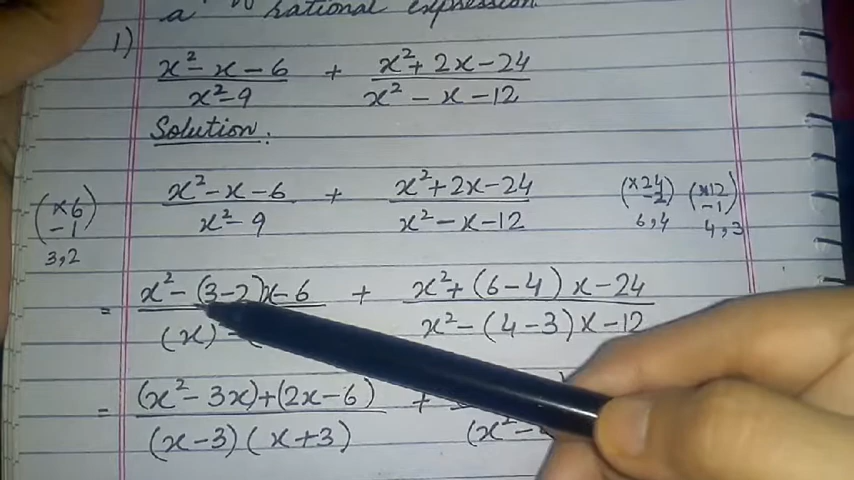 a rational expression.
1) (x² - x - 6)/(x² - 9) + (x² + 2x - 24)/(x² - x - 12)
Solution:
(x² - x - 6)/(x² - 9) + (x² + 2x - 24)/(x² - x - 12)
(×6 -1) 3,2
(×24 -2) 6,4
(×12 -1) 4,3
= (x² - (3-2)x - 6)/((x) - (+ (x² + (6-4)x - 24)/(x² - (4-3)x - 12)
= ((x² - 3x) + (2x - 6))/((x-3)(x+3)) + (x² -